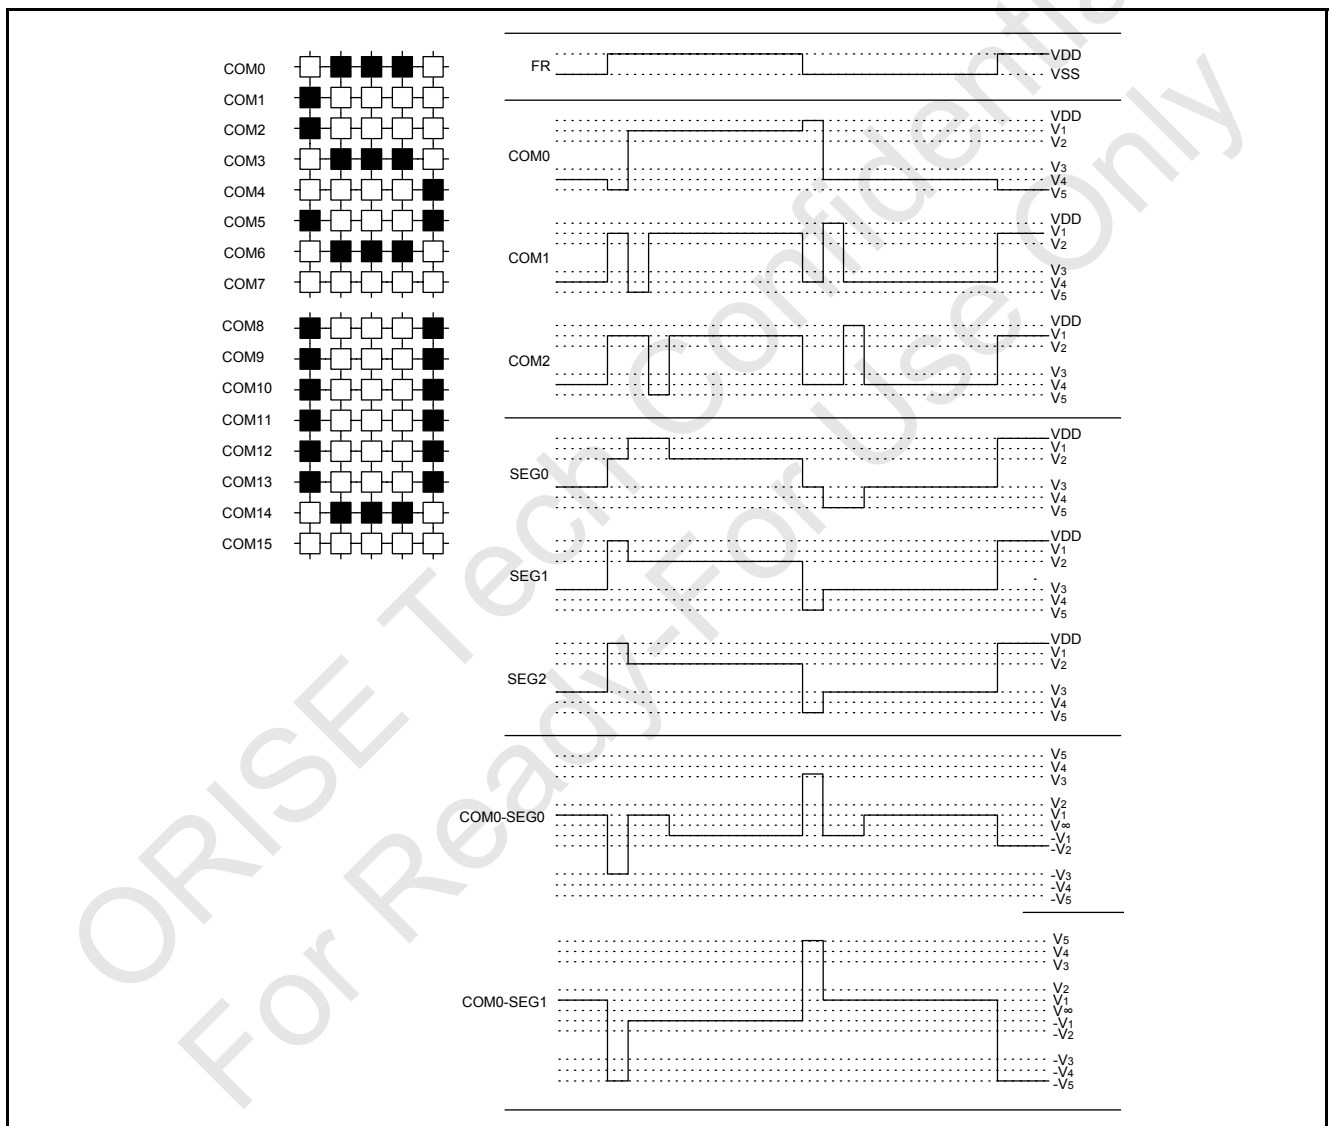 COM0
COM1
COM2
COM3
COM4
COM5
COM6
COM7
COM8
COM9
COM10
COM11
COM12
COM13
COM14
COM15
FR
VDD
VSS
COM0
VDD
V1
V2
V3
V4
V5
COM1
VDD
V1
V2
V3
V4
V5
COM2
VDD
V1
V2
V3
V4
V5
SEG0
VDD
V1
V2
V3
V4
V5
SEG1
VDD
V1
V2
V3
V4
V5
SEG2
VDD
V1
V2
V3
V4
V5
COM0-SEG0
V5
V4
V3
V2
V1
V∞
-V1
-V2
-V3
-V4
-V5
COM0-SEG1
V5
V4
V3
V2
V1
V∞
-V1
-V2
-V3
-V4
-V5
ORISE Tech Confidential
For Ready-For Use Only